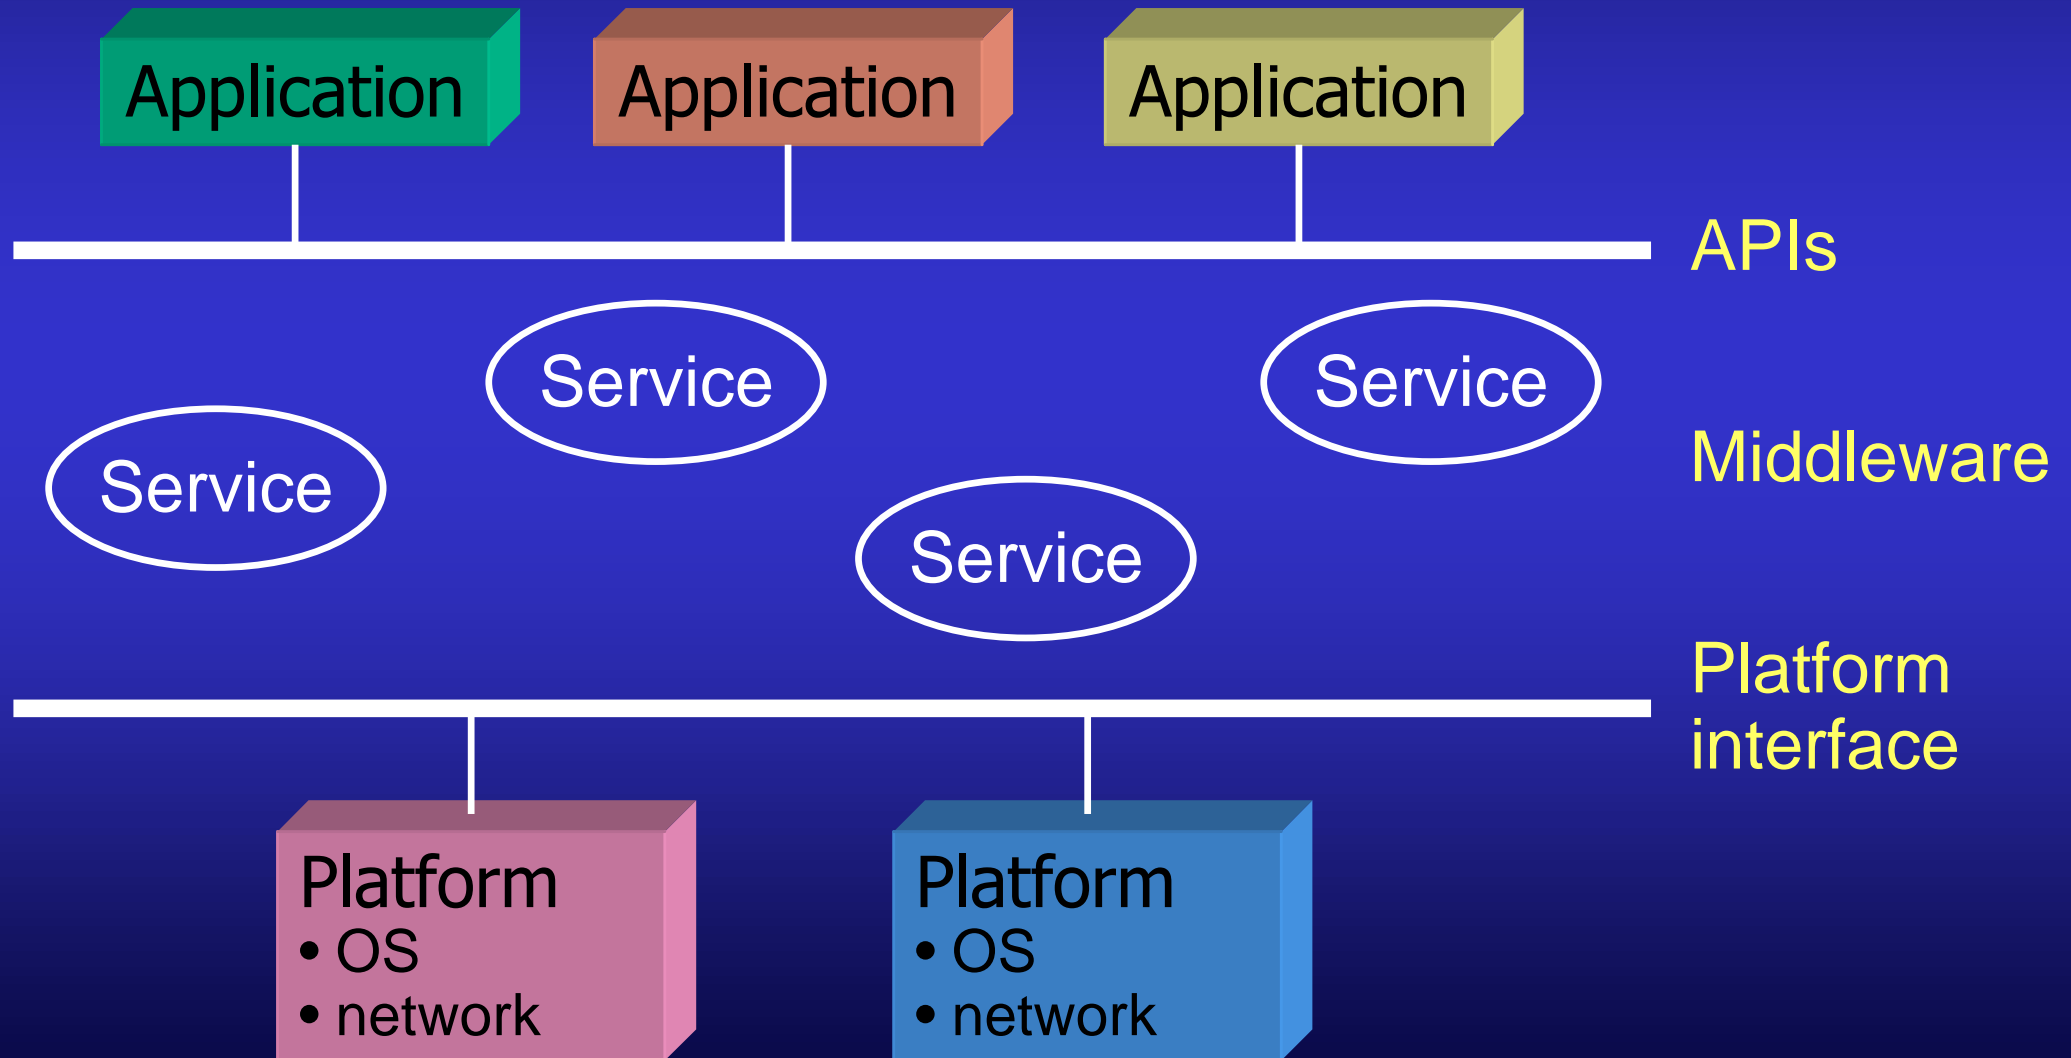 Application
Application
Application
APIs
Service
Service
Middleware
Service
Service
Platform
interface
Platform
• OS
• network
Platform
• OS
• network